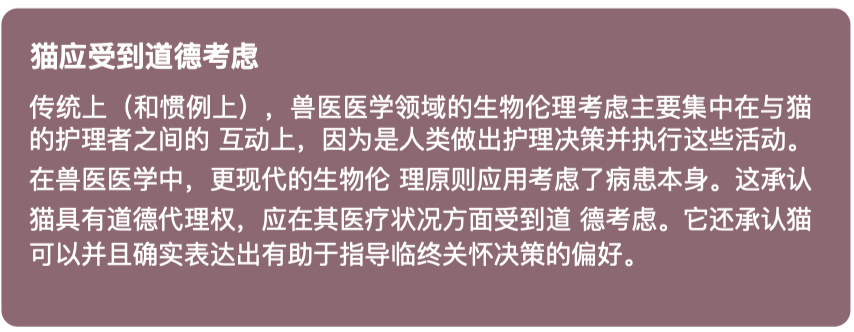 猫应受到道德考虑
传统上（和惯例上），兽医医学领域的生物伦理考虑主要集中在与猫
的护理者之间的 互动上，因为是人类做出护理决策并执行这些活动。
在兽医医学中，更现代的生物伦 理原则应用考虑了病患本身。这承认
猫具有道德代理权，应在其医疗状况方面受到道 德考虑。它还承认猫
可以并且确实表达出有助于指导临终关怀决策的偏好。